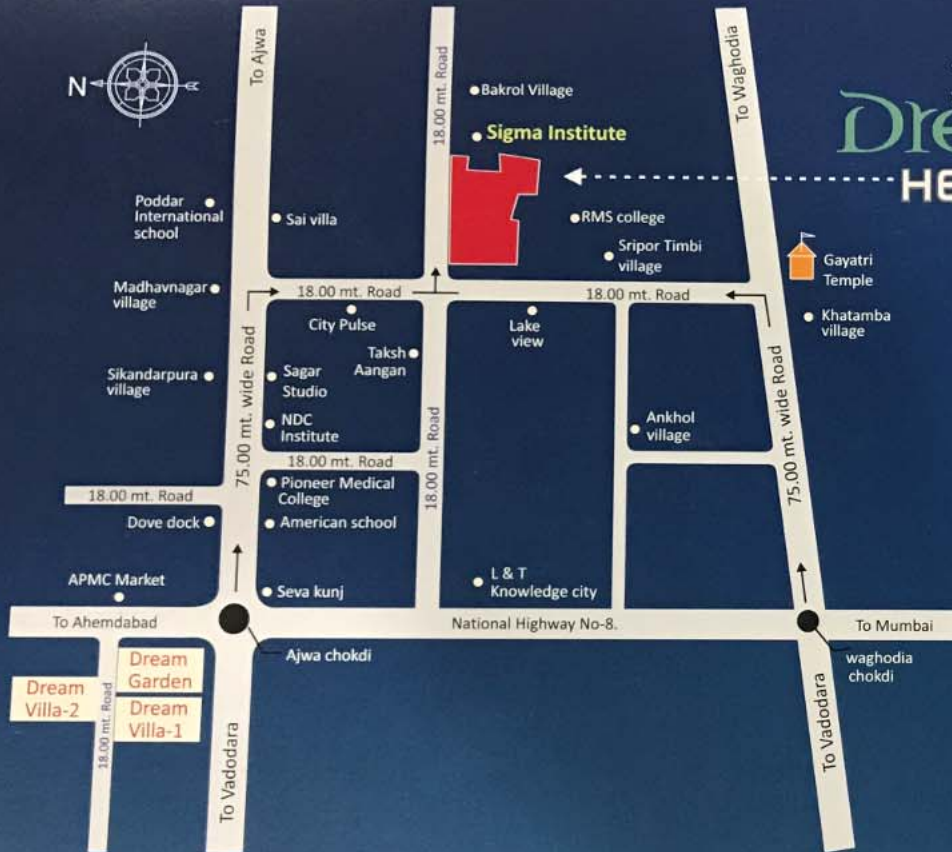 N
To Ajwa
18.00 mt. Road
To Waghodia
Bakrol Village
Sigma Institute
Dre
HE
Poddar
International
school
Sai villa
RMS college
Sripor Timbi
village
Gayatri
Temple
Madhavnagar
village
18.00 mt. Road
18.00 mt. Road
Khatamba
village
City Pulse
Lake
view
Taksh
Aangan
Sikandarpura
village
Sagar
Studio
75.00 mt. wide Road
75.00 mt. wide Road
NDC
Institute
Ankhol
village
18.00 mt. Road
18.00 mt. Road
Pioneer Medical
College
18.00 mt. Road
Dove dock
American school
APMC Market
Seva kunj
L & T
Knowledge city
To Ahemdabad
National Highway No-8.
To Mumbai
Ajwa chokdi
waghodia
chokdi
Dream
Garden
Dream
Villa-2
Dream
Villa-1
18.00 mt. Road
To Vadodara
To Vadodara